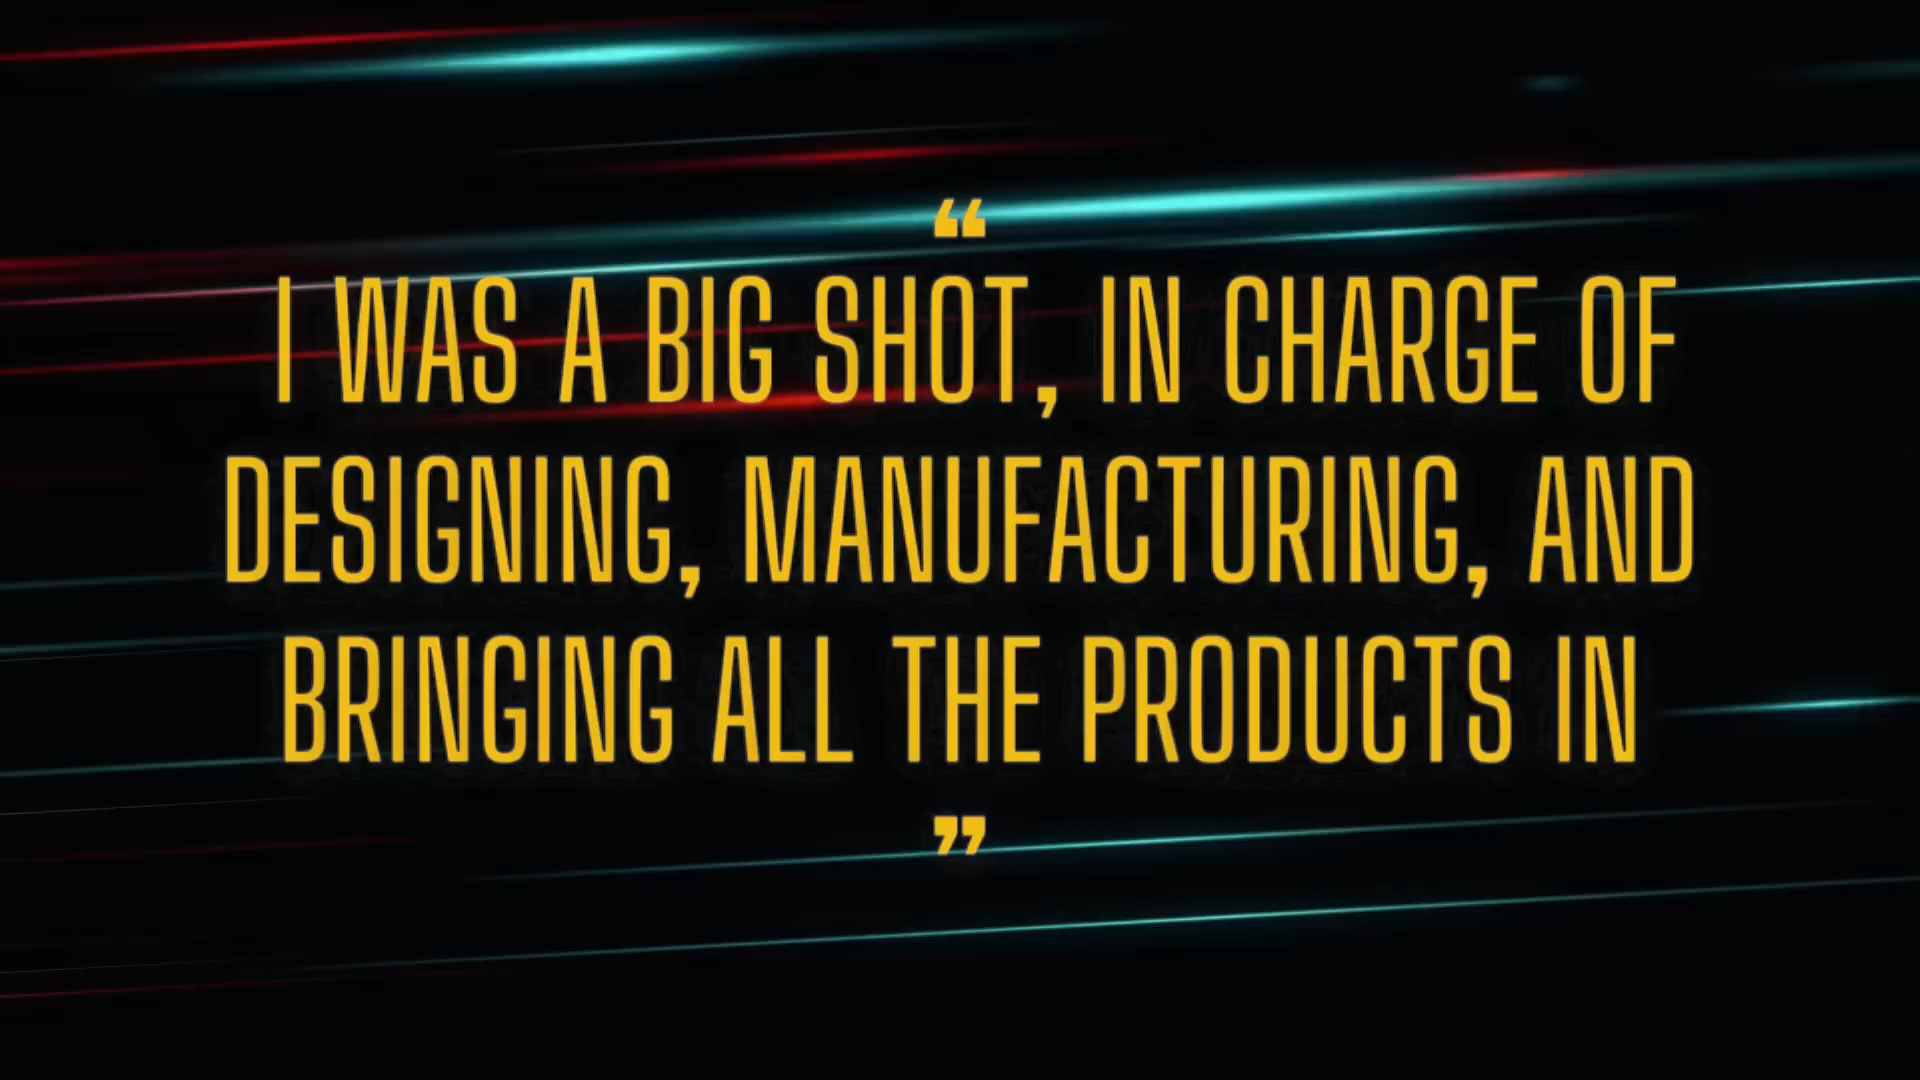 “
I WAS A BIG SHOT, IN CHARGE OF
DESIGNING, MANUFACTURING, AND
BRINGING ALL THE PRODUCTS IN
”